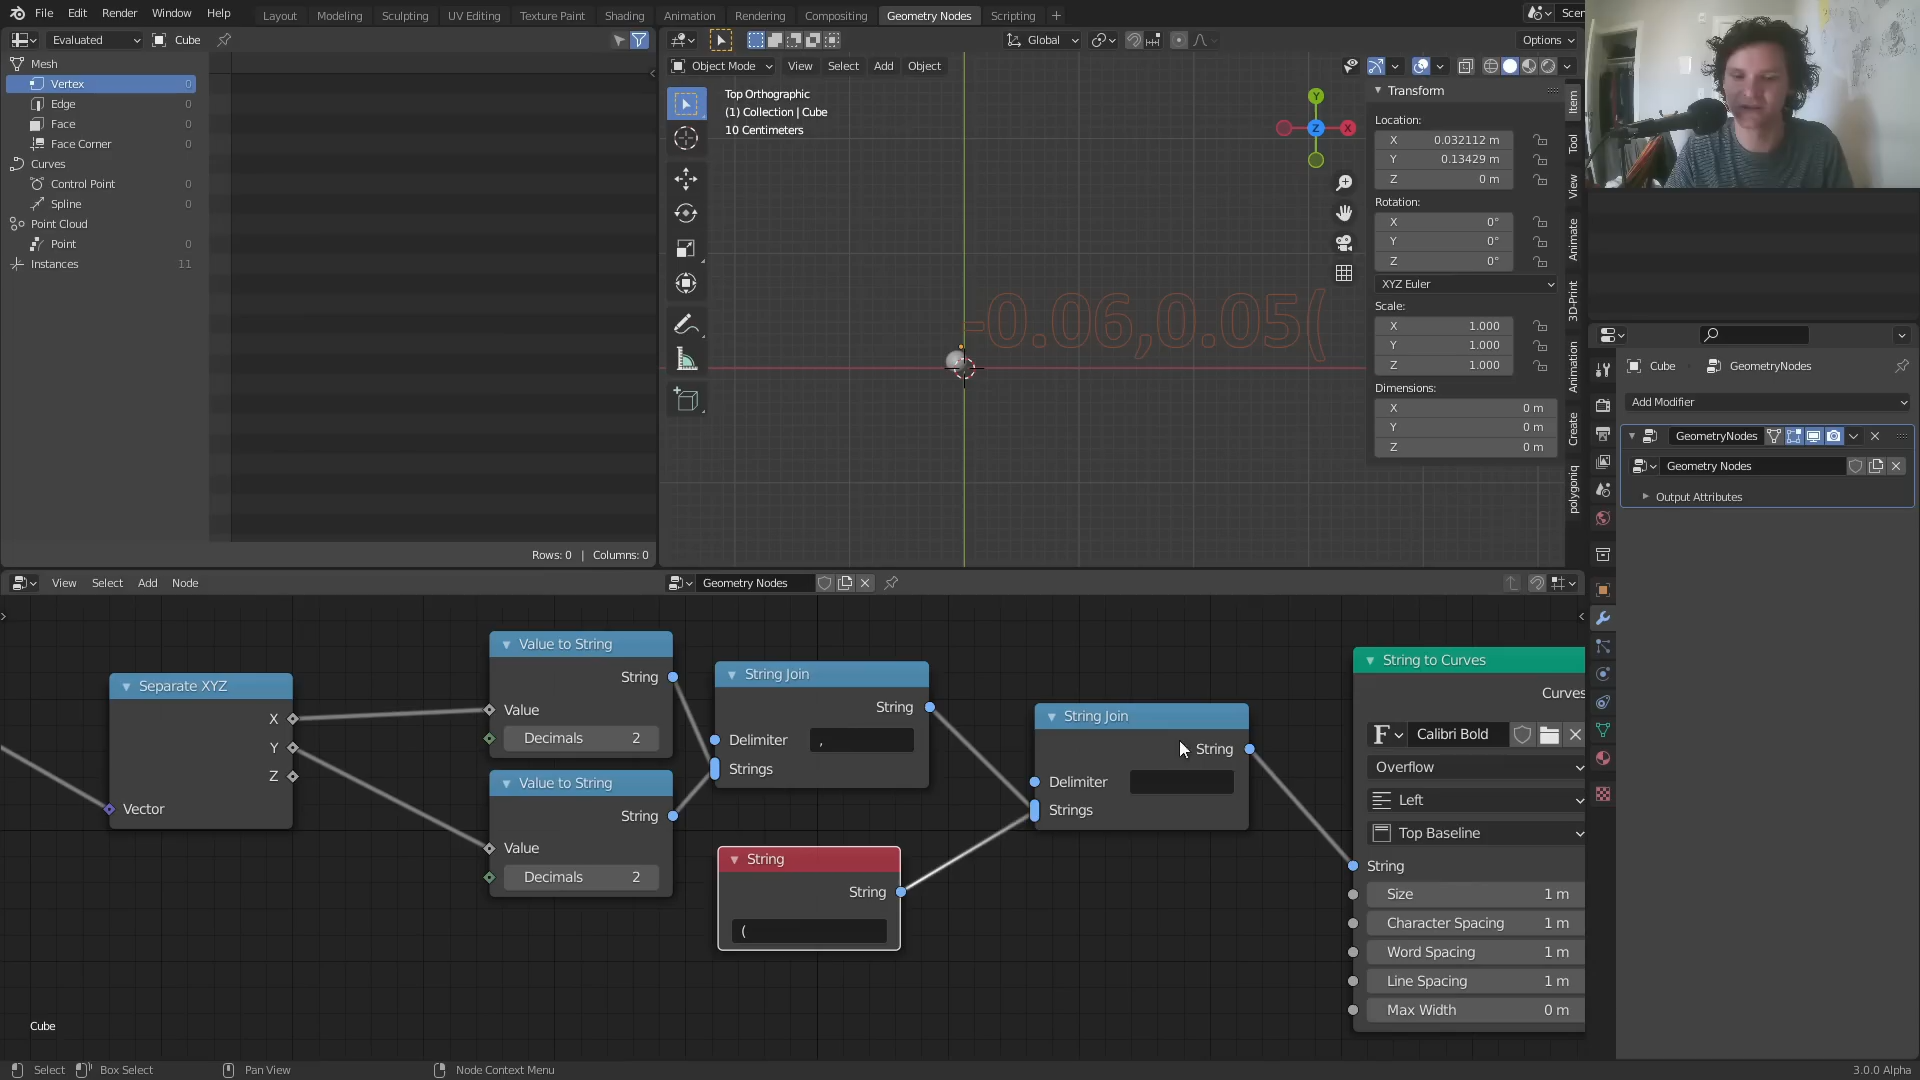 File Edit Render Window Help
Layout Modeling Sculpting UV Editing Texture Paint Shading Animation Rendering Compositing Geometry Nodes Scripting +
Evaluated Cube
Mesh
Vertex 0
Edge 0
Face 0
Face Corner 0
Curves
Control Point 0
Spline 0
Point Cloud
Point 0
Instances 11
Rows: 0 | Columns: 0
Global
Options
Object Mode View Select Add Object
Top Orthographic
(1) Collection | Cube
10 Centimeters
-0.06,0.05(
Y
Z
X
Transform
Location:
X 0.032112 m
Y 0.13429 m
Z 0 m
Rotation:
X 0°
Y 0°
Z 0°
XYZ Euler
Scale:
X 1.000
Y 1.000
Z 1.000
Dimensions:
X 0 m
Y 0 m
Z 0 m
Item
Tool
View
Animate
3D-Print
Animation
Create
polygoniq
Cube GeometryNodes
Add Modifier
GeometryNodes
Geometry Nodes
Output Attributes
View Select Add Node
Geometry Nodes
Separate XYZ
X
Y
Z
Vector
Value to String
String
Value
Decimals 2
Value to String
String
Value
Decimals 2
String Join
String
Delimiter ,
Strings
String
String
(
String Join
String
Delimiter
Strings
String to Curves
Curves
Calibri Bold
Overflow
Left
Top Baseline
String
Size 1 m
Character Spacing 1 m
Word Spacing 1 m
Line Spacing 1 m
Max Width 0 m
Cube
Select Box Select Pan View Node Context Menu
3.0.0 Alpha